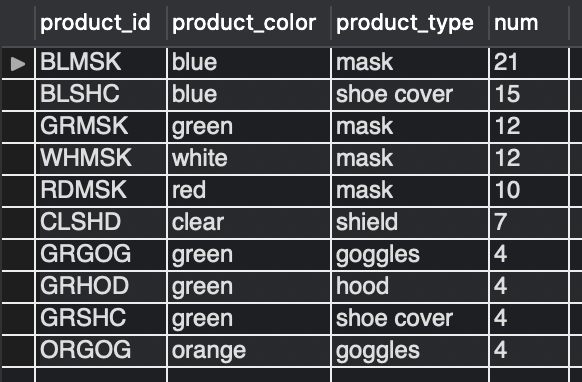 product_id product_color product_type num
BLMSK blue mask 21
BLSHC blue shoe cover 15
GRMSK green mask 12
WHMSK white mask 12
RDMSK red mask 10
CLSHD clear shield 7
GRGOG green goggles 4
GRHOD green hood 4
GRSHC green shoe cover 4
ORGOG orange goggles 4